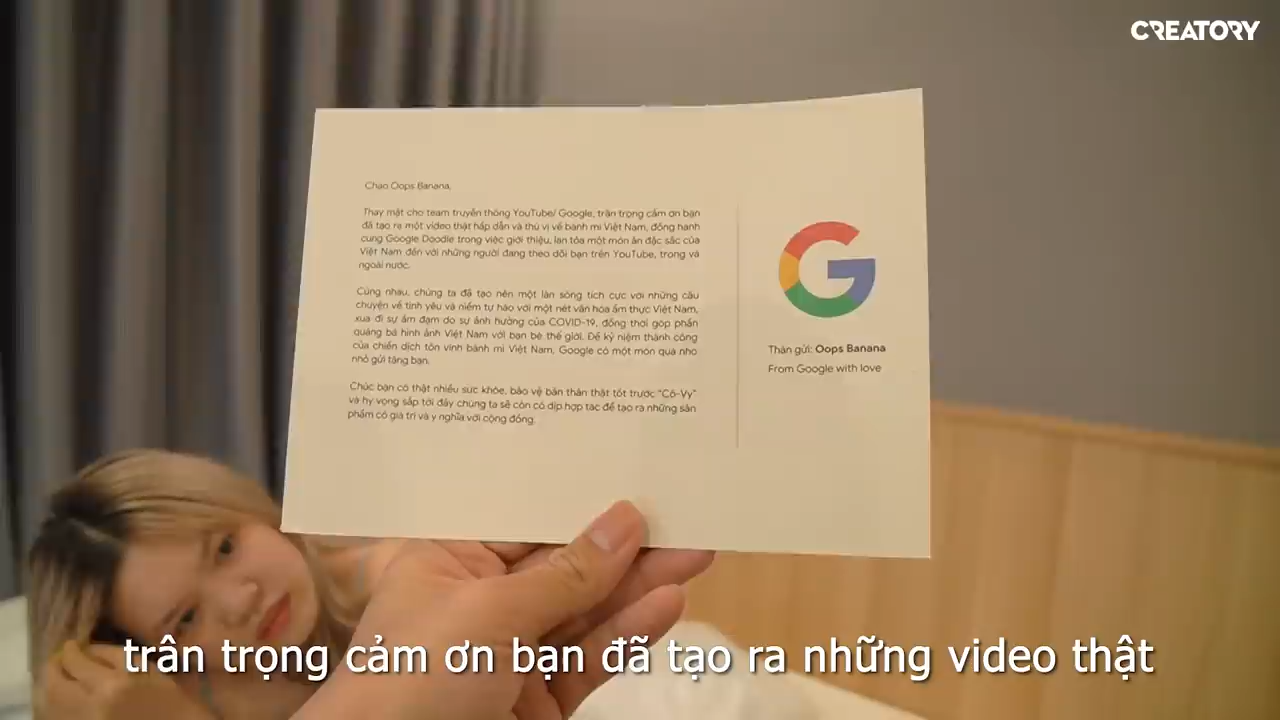 CREATORY
Chào Oops Banana,
Thay mặt cho team truyền thông YouTube/ Google, trân trọng cảm ơn bạn
đã tạo ra một video thật hấp dẫn và thú vị về bánh mì Việt Nam, đồng hành
cùng Google Doodle trong việc giới thiệu, lan tỏa một món ăn đặc sắc của
Việt Nam đến với những người đang theo dõi bạn trên YouTube, trong và
ngoài nước.
Cùng nhau, chúng ta đã tạo nên một làn sóng tích cực với những câu
chuyện về tình yêu và niềm tự hào với một nét văn hóa ẩm thực Việt Nam,
xua đi sự ảm đạm do sự ảnh hưởng của COVID-19, đồng thời góp phần
quảng bá hình ảnh Việt Nam với bạn bè thế giới. Để kỷ niệm thành công
của chiến dịch tôn vinh bánh mì Việt Nam, Google có một món quà nho
nhỏ gửi tặng bạn.
Chúc bạn có thật nhiều sức khỏe, bảo vệ bản thân thật tốt trước "Cô-Vy"
và hy vọng sắp tới đây chúng ta sẽ còn có dịp hợp tác để tạo ra những sản
phẩm có giá trị và ý nghĩa với cộng đồng.
G
Thân gửi: Oops Banana
From Google with love
trân trọng cảm ơn bạn đã tạo ra những video thật